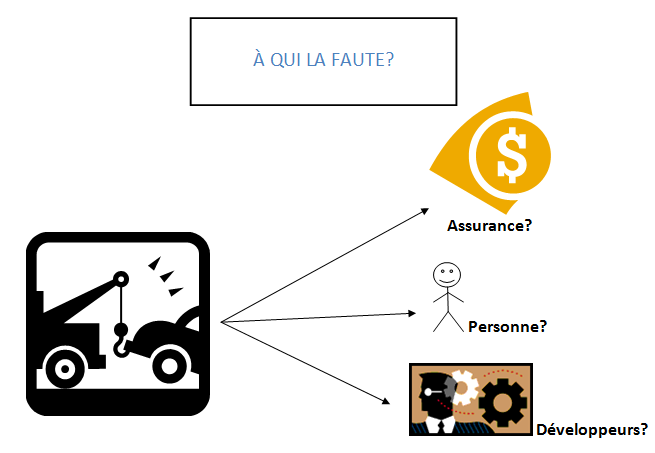 À QUI LA FAUTE?
$
Assurance?
Personne?
Développeurs?